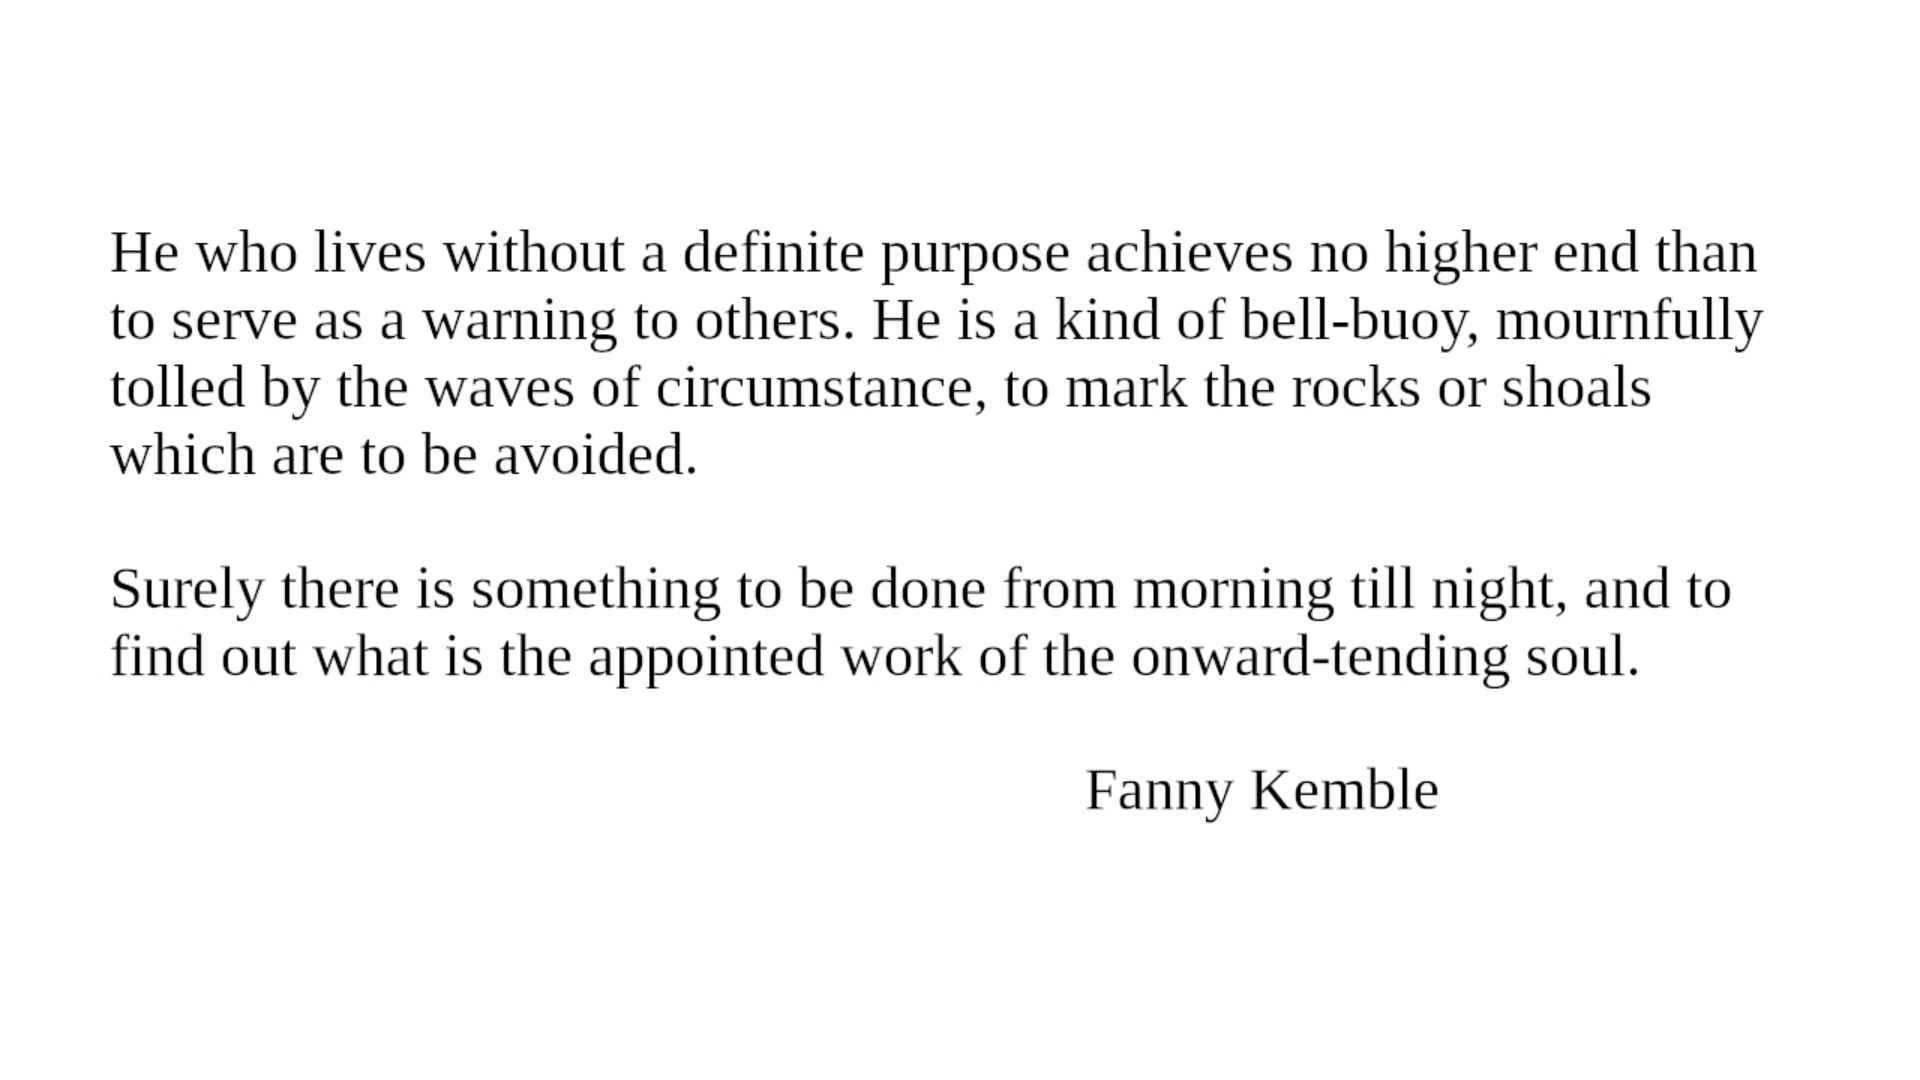 He who lives without a definite purpose achieves no higher end than
to serve as a warning to others. He is a kind of bell-buoy, mournfully
tolled by the waves of circumstance, to mark the rocks or shoals
which are to be avoided.
Surely there is something to be done from morning till night, and to
find out what is the appointed work of the onward-tending soul.
Fanny Kemble